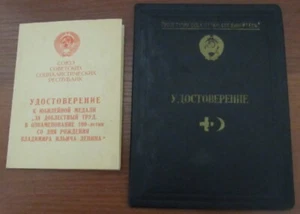 СОЮЗ
СОВЕТСКИХ
СОЦИАЛИСТИЧЕСКИХ
РЕСПУБЛИК
УДОСТОВЕРЕНИЕ
К ЮБИЛЕЙНОЙ МЕДАЛИ
„ЗА ДОБЛЕСТНЫЙ ТРУД.
В ОЗНАМЕНОВАНИЕ 100-летия
СО ДНЯ РОЖДЕНИЯ
ВЛАДИМИРА ИЛЬИЧА ЛЕНИНА“
УДОСТОВЕРЕНИЕ